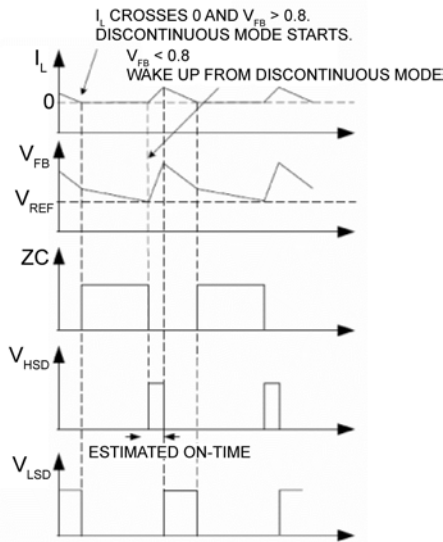 I_L CROSSES 0 AND V_FB > 0.8.
DISCONTINUOUS MODE STARTS.
V_FB < 0.8
WAKE UP FROM DISCONTINUOUS MODE
I_L
0
V_FB
V_REF
ZC
V_HSD
ESTIMATED ON-TIME
V_LSD